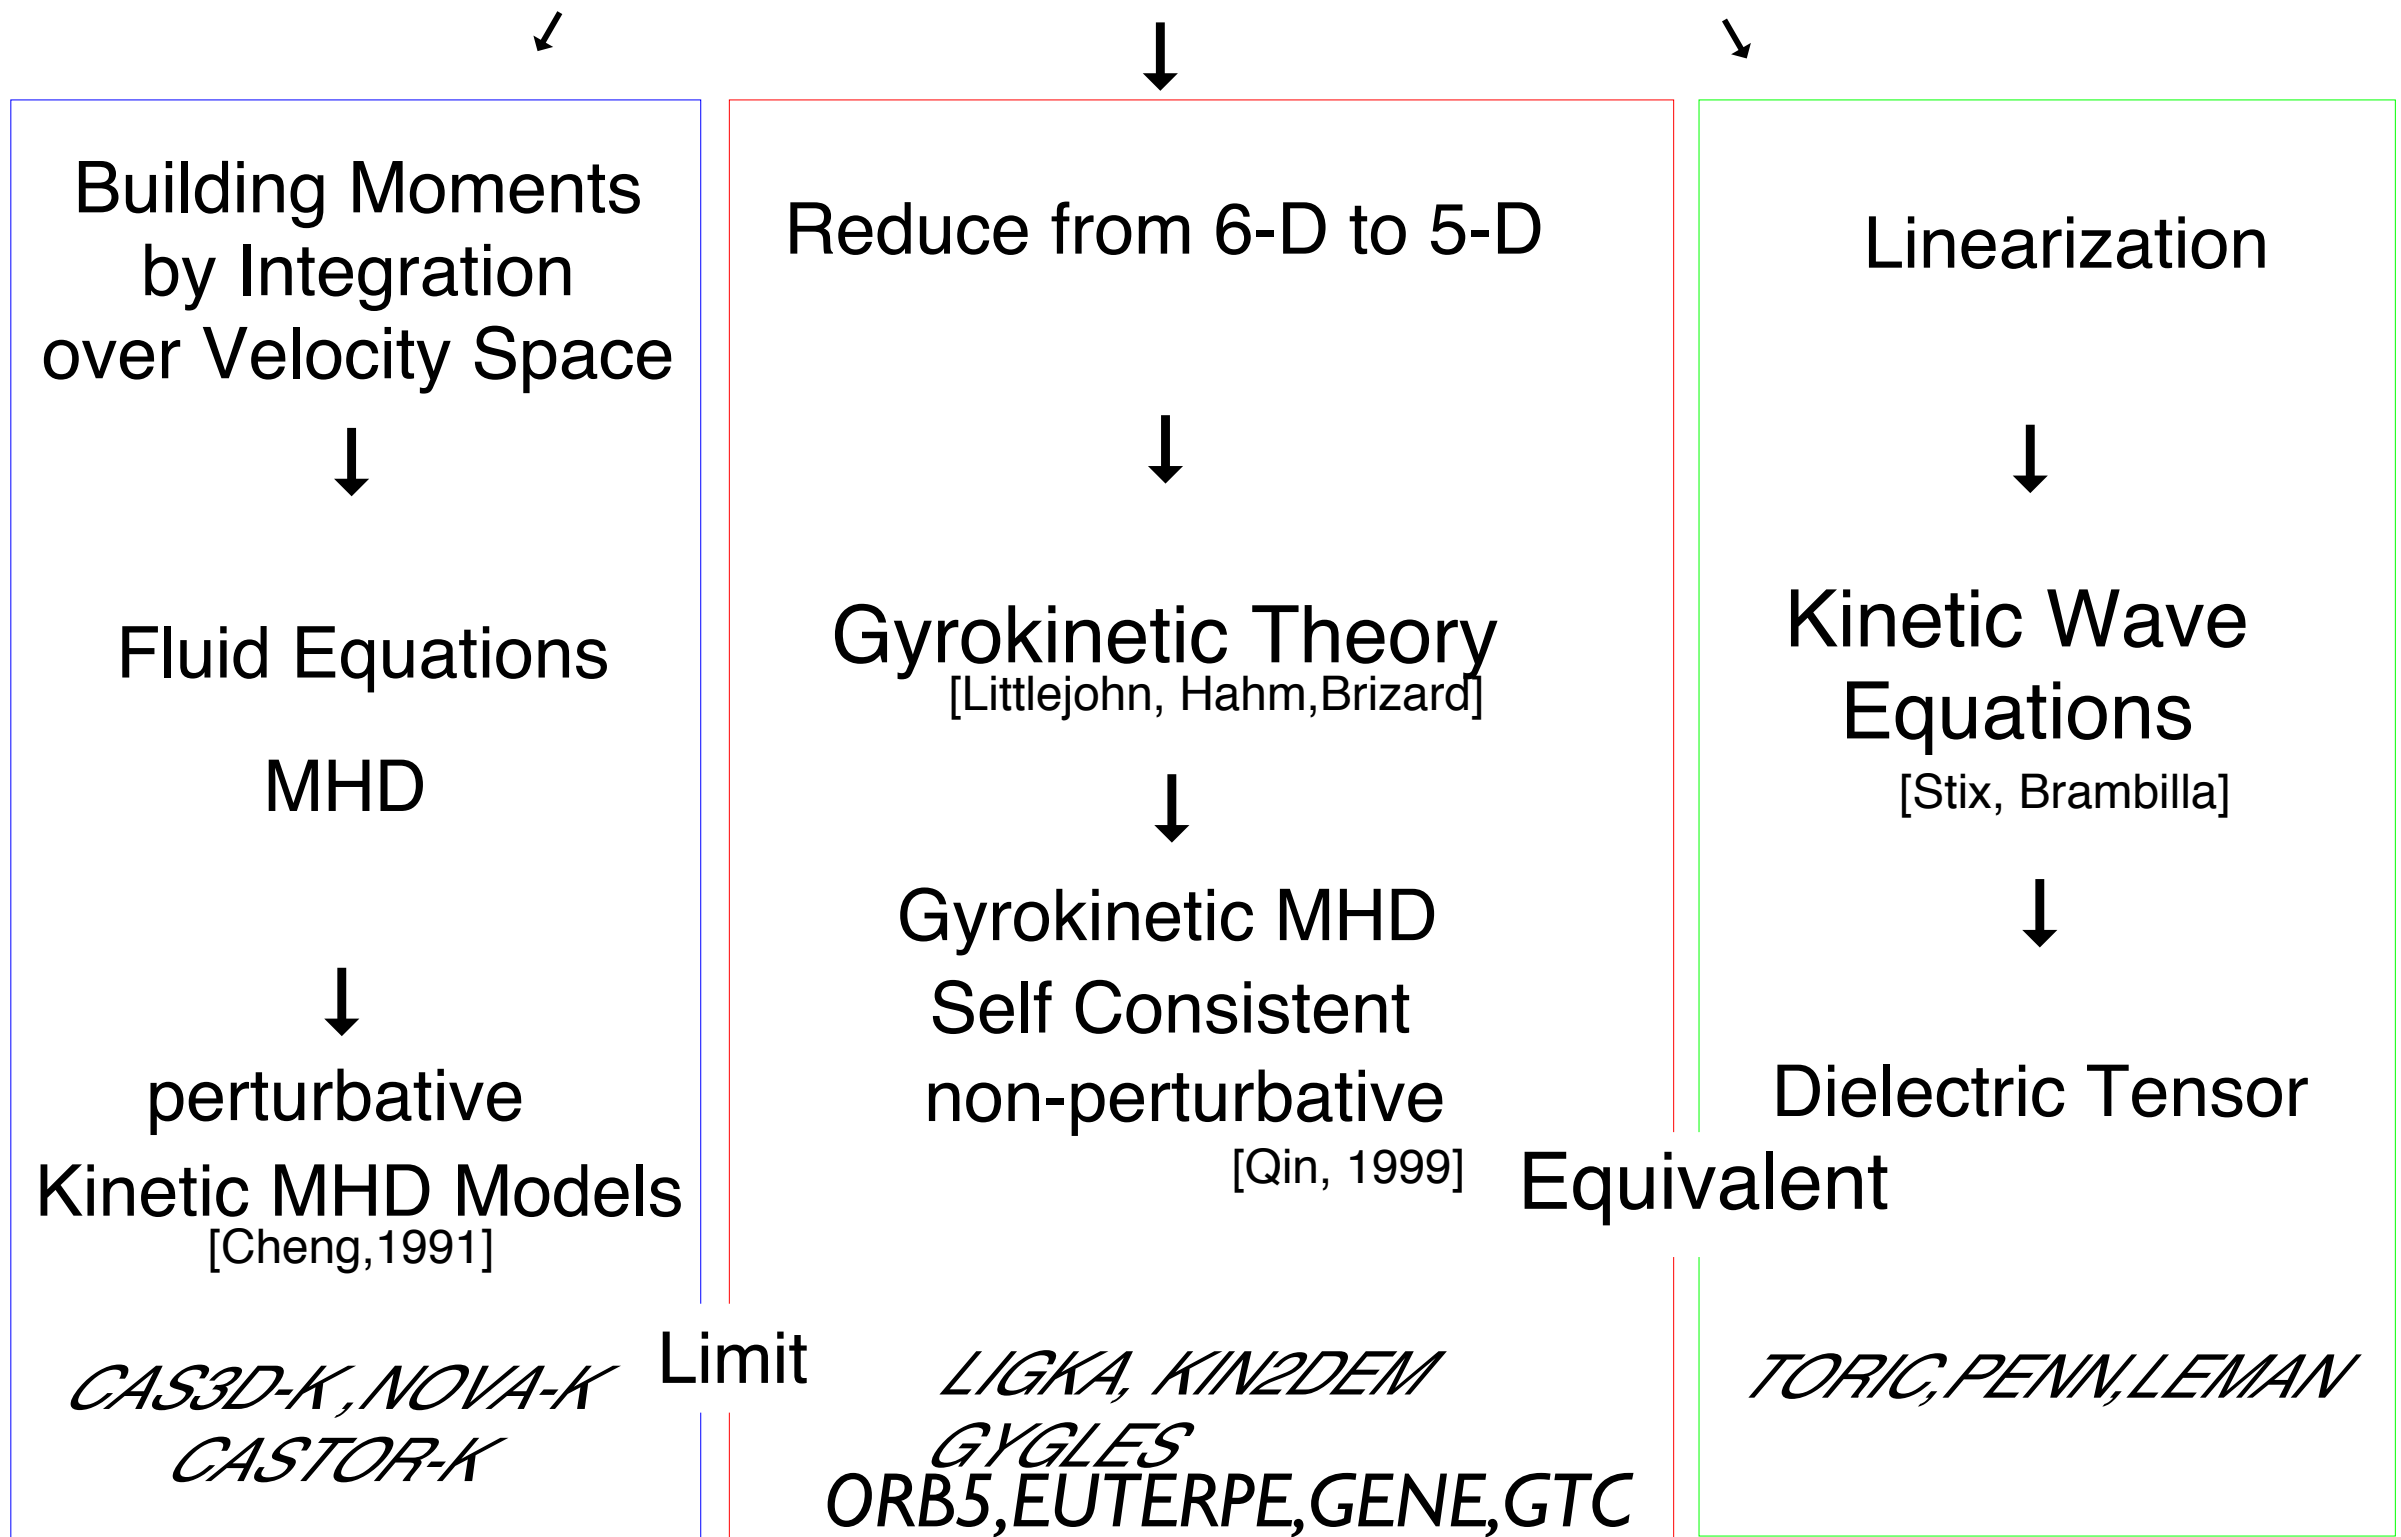 Building Moments
by Integration
over Velocity Space
Fluid Equations
MHD
perturbative
Kinetic MHD Models
[Cheng,1991]
CAS3D-K,NOVA-K
CASTOR-K
Limit
Reduce from 6-D to 5-D
Gyrokinetic Theory
[Littlejohn, Hahm,Brizard]
Gyrokinetic MHD
Self Consistent
non-perturbative
[Qin, 1999]
LIGKA, KIN2DEM
GYGLES
ORB5,EUTERPE,GENE,GTC
Equivalent
Linearization
Kinetic Wave
Equations
[Stix, Brambilla]
Dielectric Tensor
TORIC,PENN,LEMAN